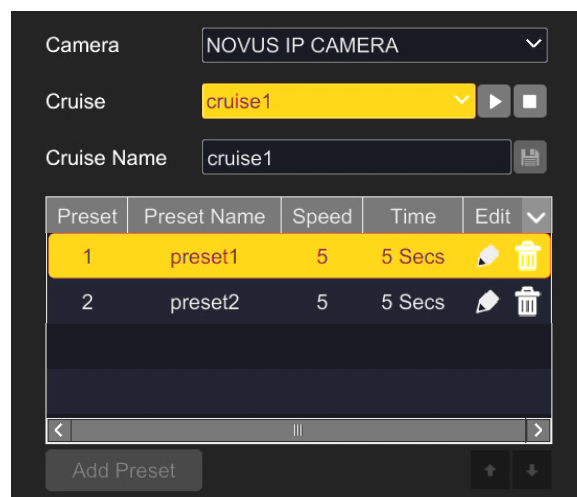 Camera NOVUS IP CAMERA
Cruise cruise1
Cruise Name cruise1
Preset Preset Name Speed Time Edit
1 preset1 5 5 Secs
2 preset2 5 5 Secs
Add Preset